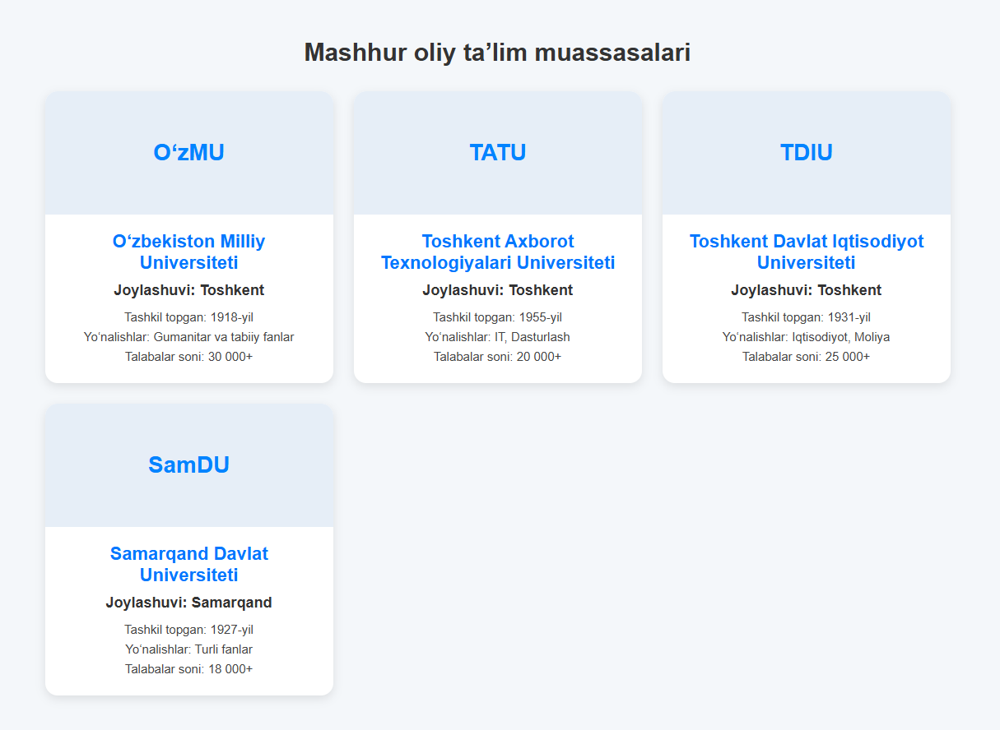 Mashhur oliy ta’lim muassasalari
O‘zMU
O‘zbekiston Milliy
Universiteti
Joylashuvi: Toshkent
Tashkil topgan: 1918-yil
Yo‘nalishlar: Gumanitar va tabiiy fanlar
Talabalar soni: 30 000+
TATU
Toshkent Axborot
Texnologiyalari Universiteti
Joylashuvi: Toshkent
Tashkil topgan: 1955-yil
Yo‘nalishlar: IT, Dasturlash
Talabalar soni: 20 000+
TDIU
Toshkent Davlat Iqtisodiyot
Universiteti
Joylashuvi: Toshkent
Tashkil topgan: 1931-yil
Yo‘nalishlar: Iqtisodiyot, Moliya
Talabalar soni: 25 000+
SamDU
Samarqand Davlat
Universiteti
Joylashuvi: Samarqand
Tashkil topgan: 1927-yil
Yo‘nalishlar: Turli fanlar
Talabalar soni: 18 000+